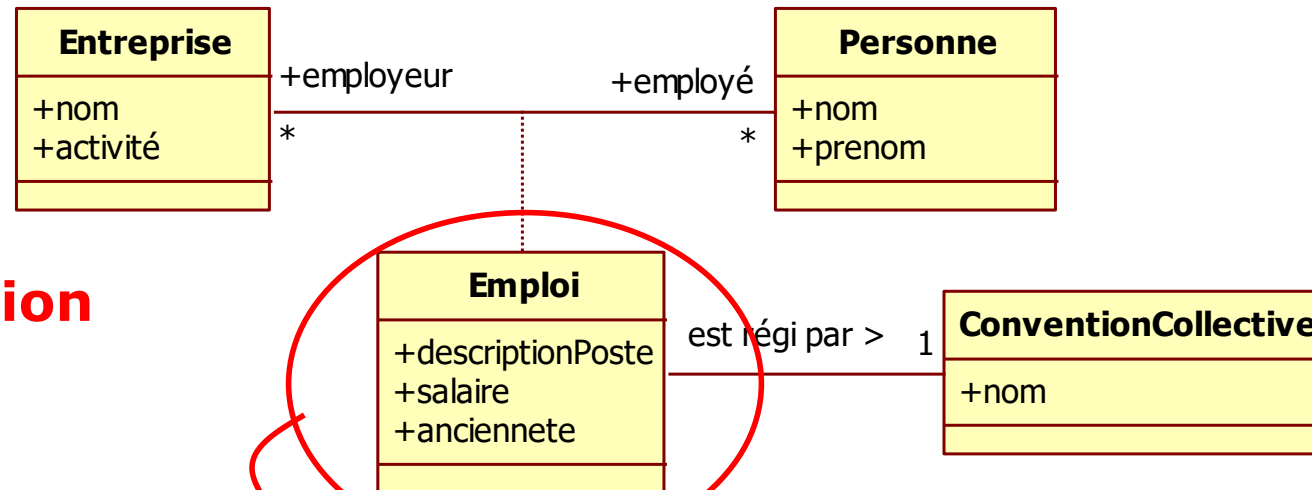 Entreprise
+nom
+activité
+employeur
*
+employé
*
Personne
+nom
+prenom
ion
Emploi
+descriptionPoste
+salaire
+anciennete
est régi par >
1
ConventionCollective
+nom